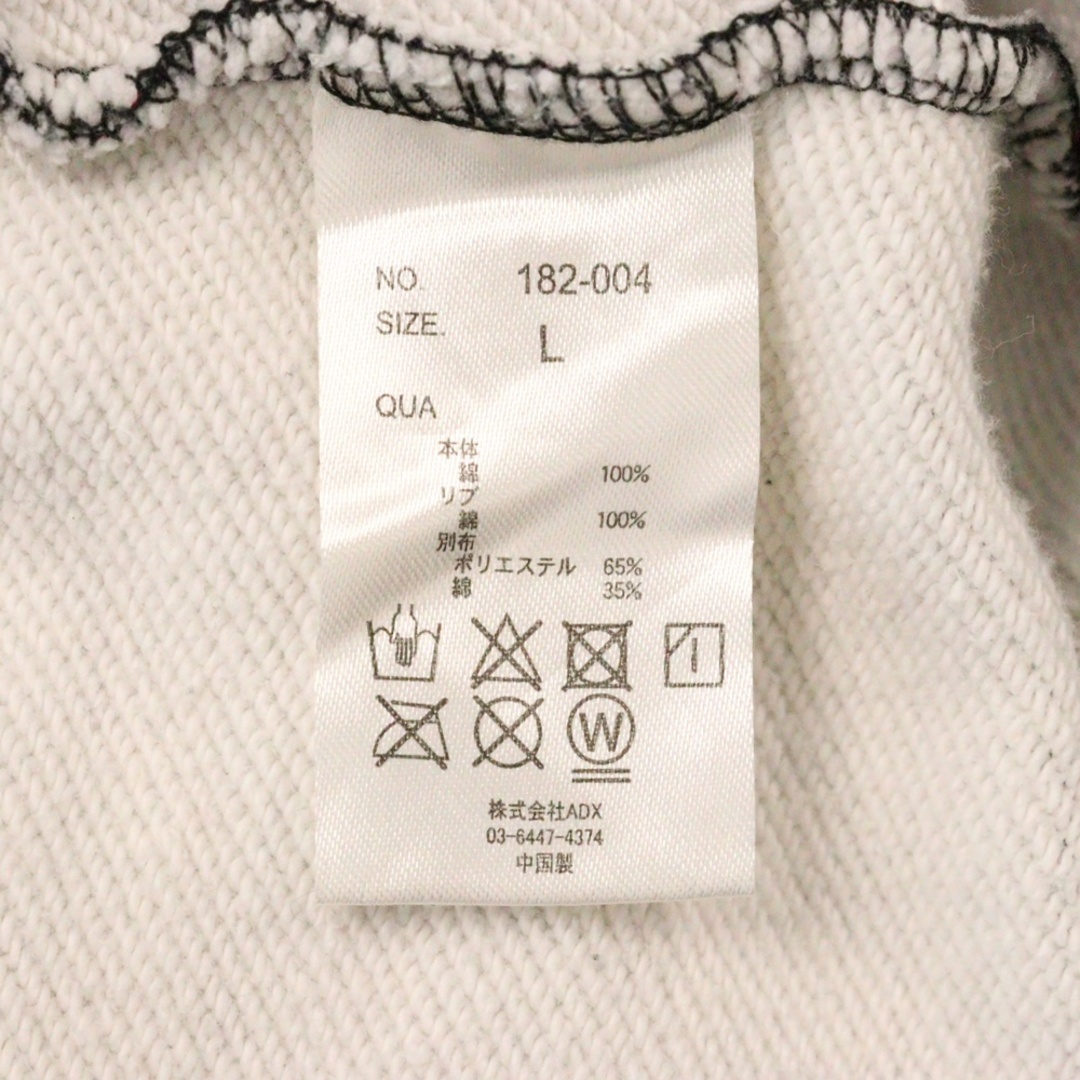 NO. 182-004
SIZE. L
QUA
本体
綿 100%
リブ
綿 100%
別布
ポリエステル 65%
綿 35%
W
株式会社ADX
03-6447-4374
中国製